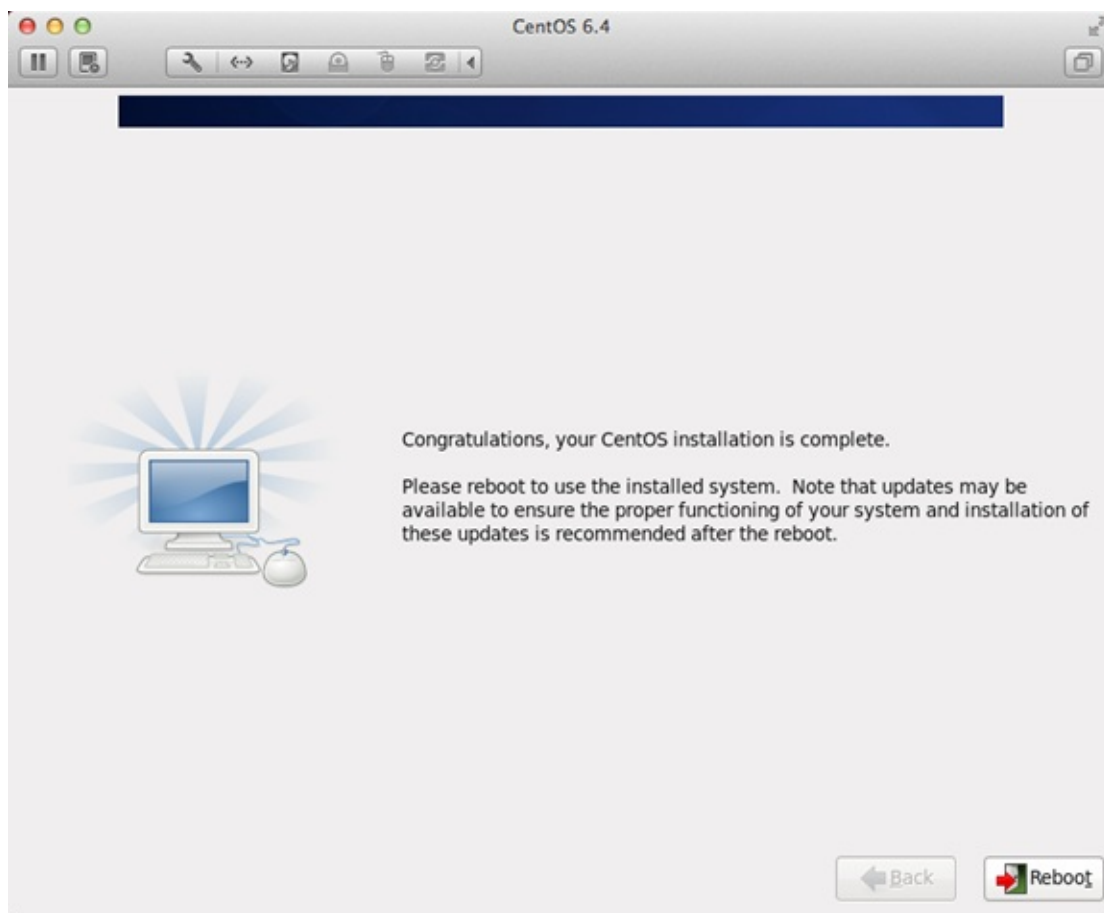 CentOS 6.4
Congratulations, your CentOS installation is complete.
Please reboot to use the installed system.  Note that updates may be
available to ensure the proper functioning of your system and installation of
these updates is recommended after the reboot.
Back
Reboot